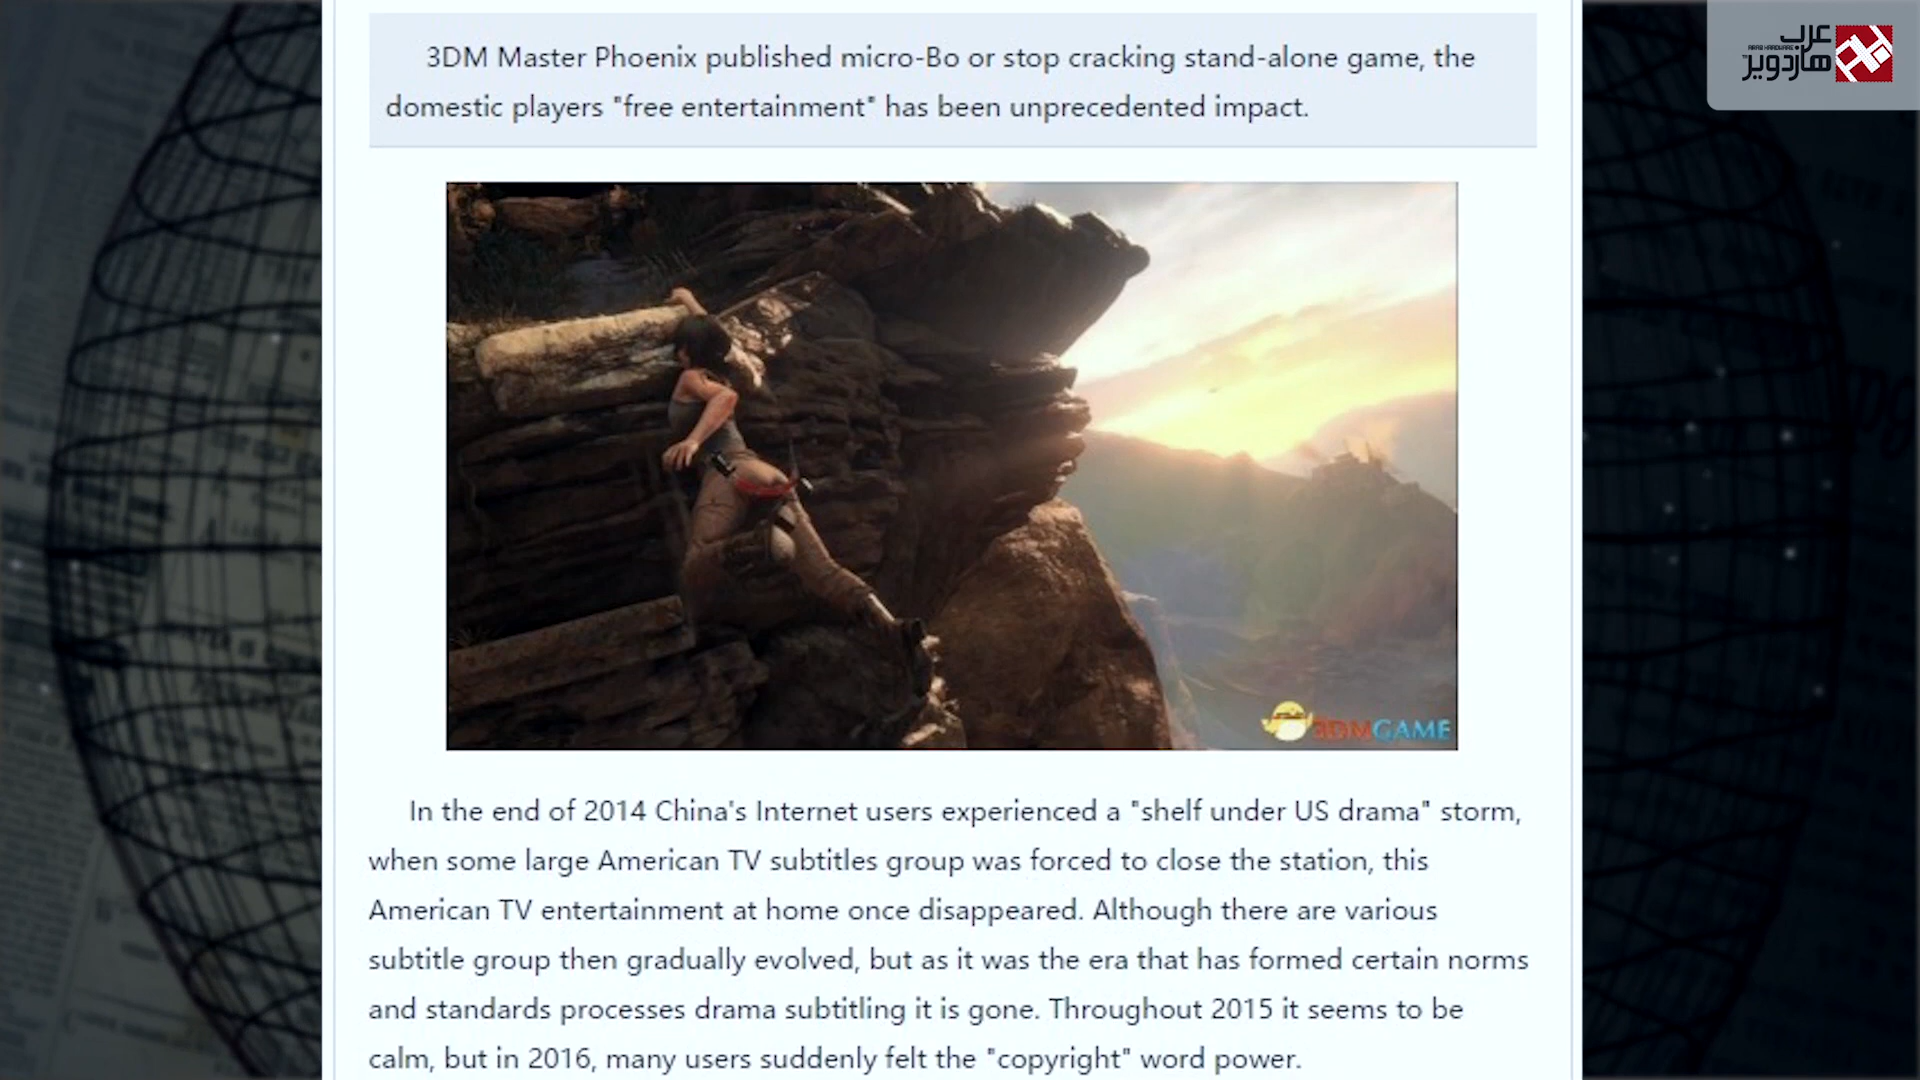 3DM Master Phoenix published micro-Bo or stop cracking stand-alone game, the
domestic players "free entertainment" has been unprecedented impact.
عرب
ARAB HARDWARE
هاردوير
3DMGAME
In the end of 2014 China's Internet users experienced a "shelf under US drama" storm,
when some large American TV subtitles group was forced to close the station, this
American TV entertainment at home once disappeared. Although there are various
subtitle group then gradually evolved, but as it was the era that has formed certain norms
and standards processes drama subtitling it is gone. Throughout 2015 it seems to be
calm, but in 2016, many users suddenly felt the "copyright" word power.